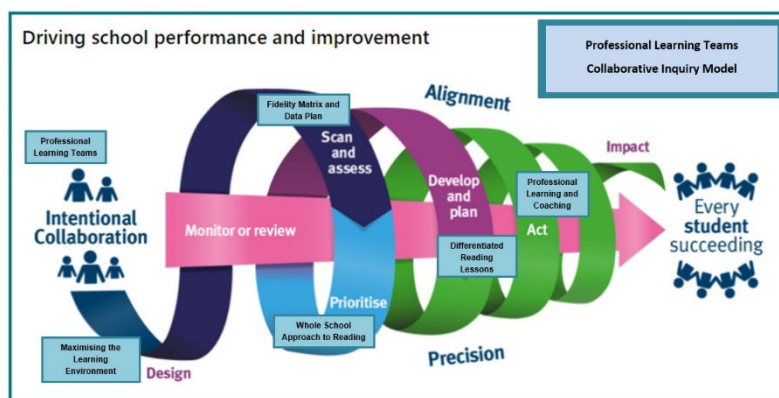 Driving school performance and improvement
Professional Learning Teams
Collaborative Inquiry Model
Fidelity Matrix and
Data Plan
Alignment
Professional
Learning Teams
Scan
and
assess
Impact
Develop
and
plan
Professional
Learning and
Coaching
Intentional
Collaboration
Monitor or review
Act
Every
student
succeeding
Differentiated
Reading
Lessons
Prioritise
Whole School
Approach to Reading
Precision
Maximising the
Learning
Environment
Design